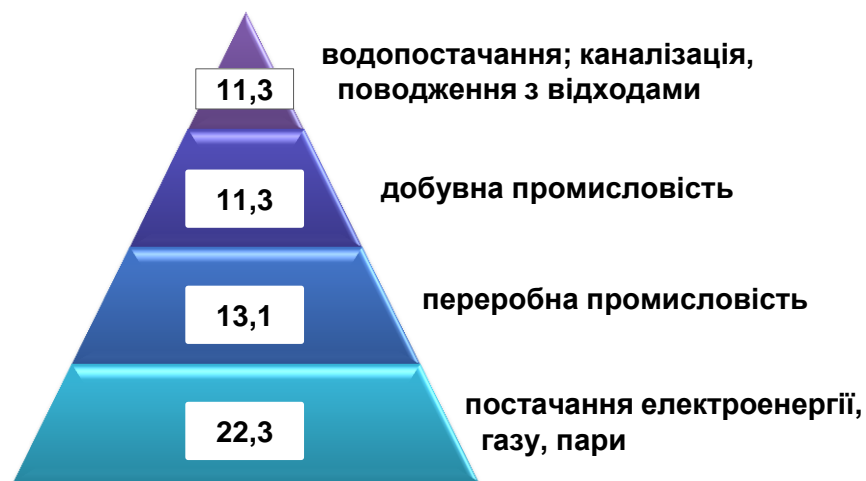 водопостачання; каналізація,
поводження з відходами
11,3
11,3
добувна промисловість
13,1
переробна промисловість
постачання електроенергії,
газу, пари
22,3